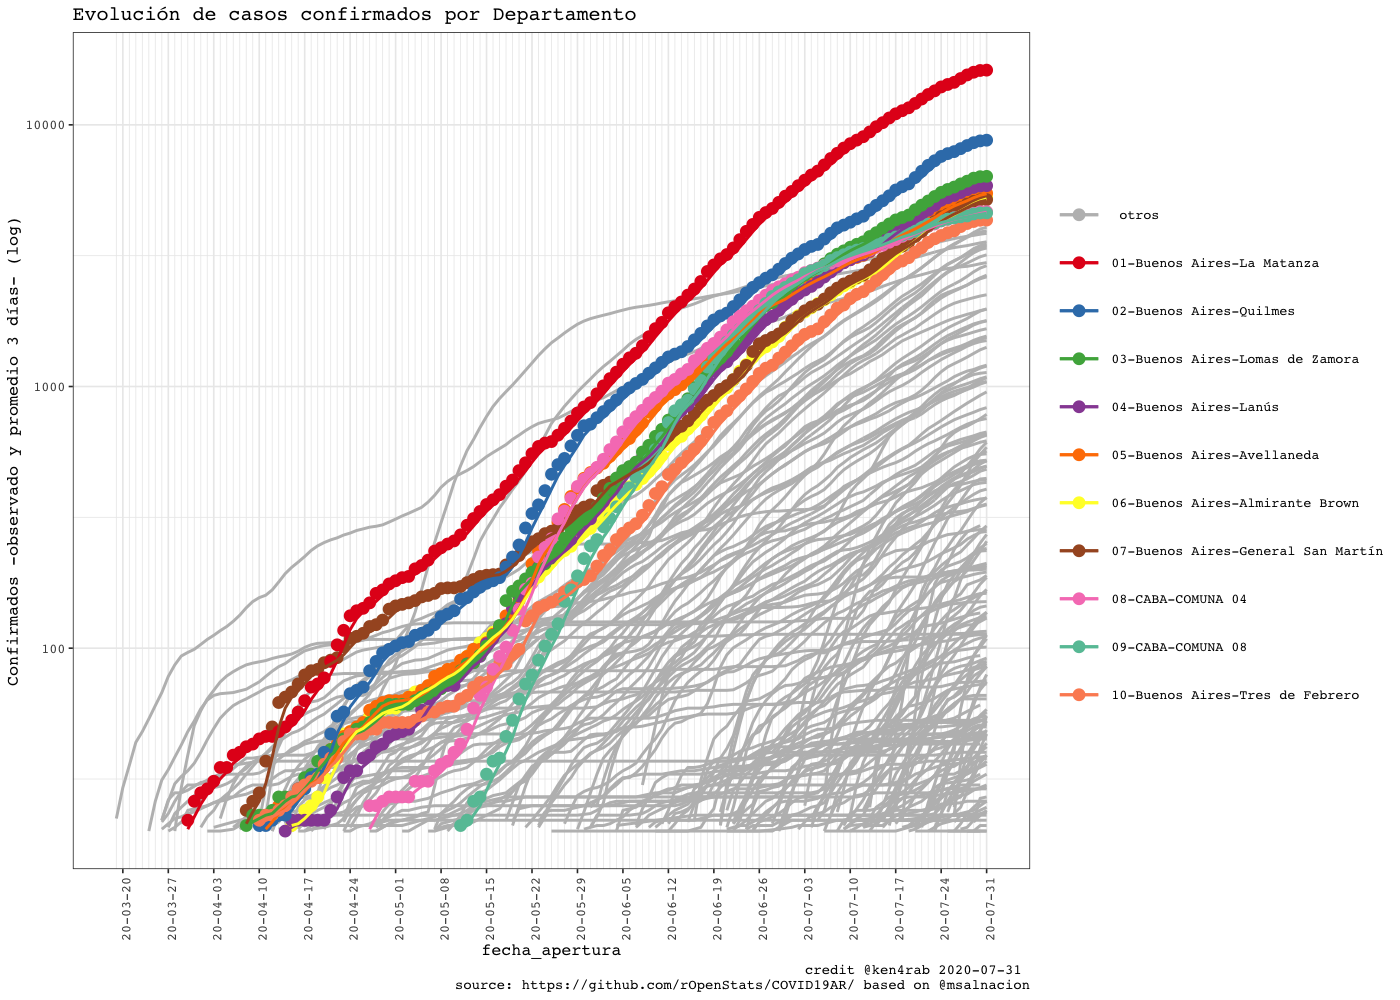 Evolución de casos confirmados por Departamento
Confirmados -observado y promedio 3 días- (log)
10000
1000
100
20-03-20
20-03-27
20-04-03
20-04-10
20-04-17
20-04-24
20-05-01
20-05-08
20-05-15
20-05-22
20-05-29
20-06-05
20-06-12
20-06-19
20-06-26
20-07-03
20-07-10
20-07-17
20-07-24
20-07-31
fecha_apertura
otros
01-Buenos Aires-La Matanza
02-Buenos Aires-Quilmes
03-Buenos Aires-Lomas de Zamora
04-Buenos Aires-Lanús
05-Buenos Aires-Avellaneda
06-Buenos Aires-Almirante Brown
07-Buenos Aires-General San Martín
08-CABA-COMUNA 04
09-CABA-COMUNA 08
10-Buenos Aires-Tres de Febrero
credit @ken4rab 2020-07-31
source: https://github.com/rOpenStats/COVID19AR/ based on @msalnacion